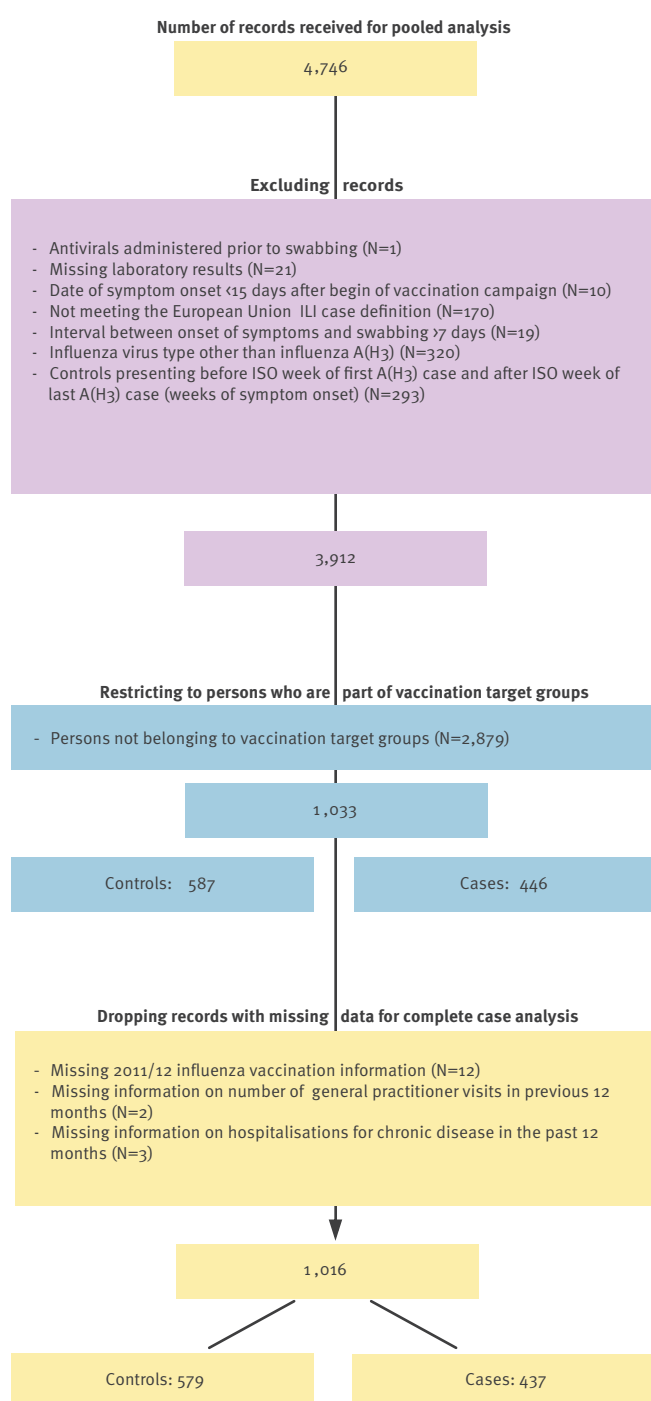 Number of records received for pooled analysis
4,746
Excluding records
- Antivirals administered prior to swabbing (N=1)
- Missing laboratory results (N=21)
- Date of symptom onset <15 days after begin of vaccination campaign (N=10)
- Not meeting the European Union ILI case definition (N=170)
- Interval between onset of symptoms and swabbing >7 days (N=19)
- Influenza virus type other than influenza A(H3) (N=320)
- Controls presenting before ISO week of first A(H3) case and after ISO week of
last A(H3) case (weeks of symptom onset) (N=293)
3,912
Restricting to persons who are part of vaccination target groups
- Persons not belonging to vaccination target groups (N=2,879)
1,033
Controls: 587
Cases: 446
Dropping records with missing data for complete case analysis
- Missing 2011/12 influenza vaccination information (N=12)
- Missing information on number of general practitioner visits in previous 12
months (N=2)
- Missing information on hospitalisations for chronic disease in the past 12
months (N=3)
1,016
Controls: 579
Cases: 437